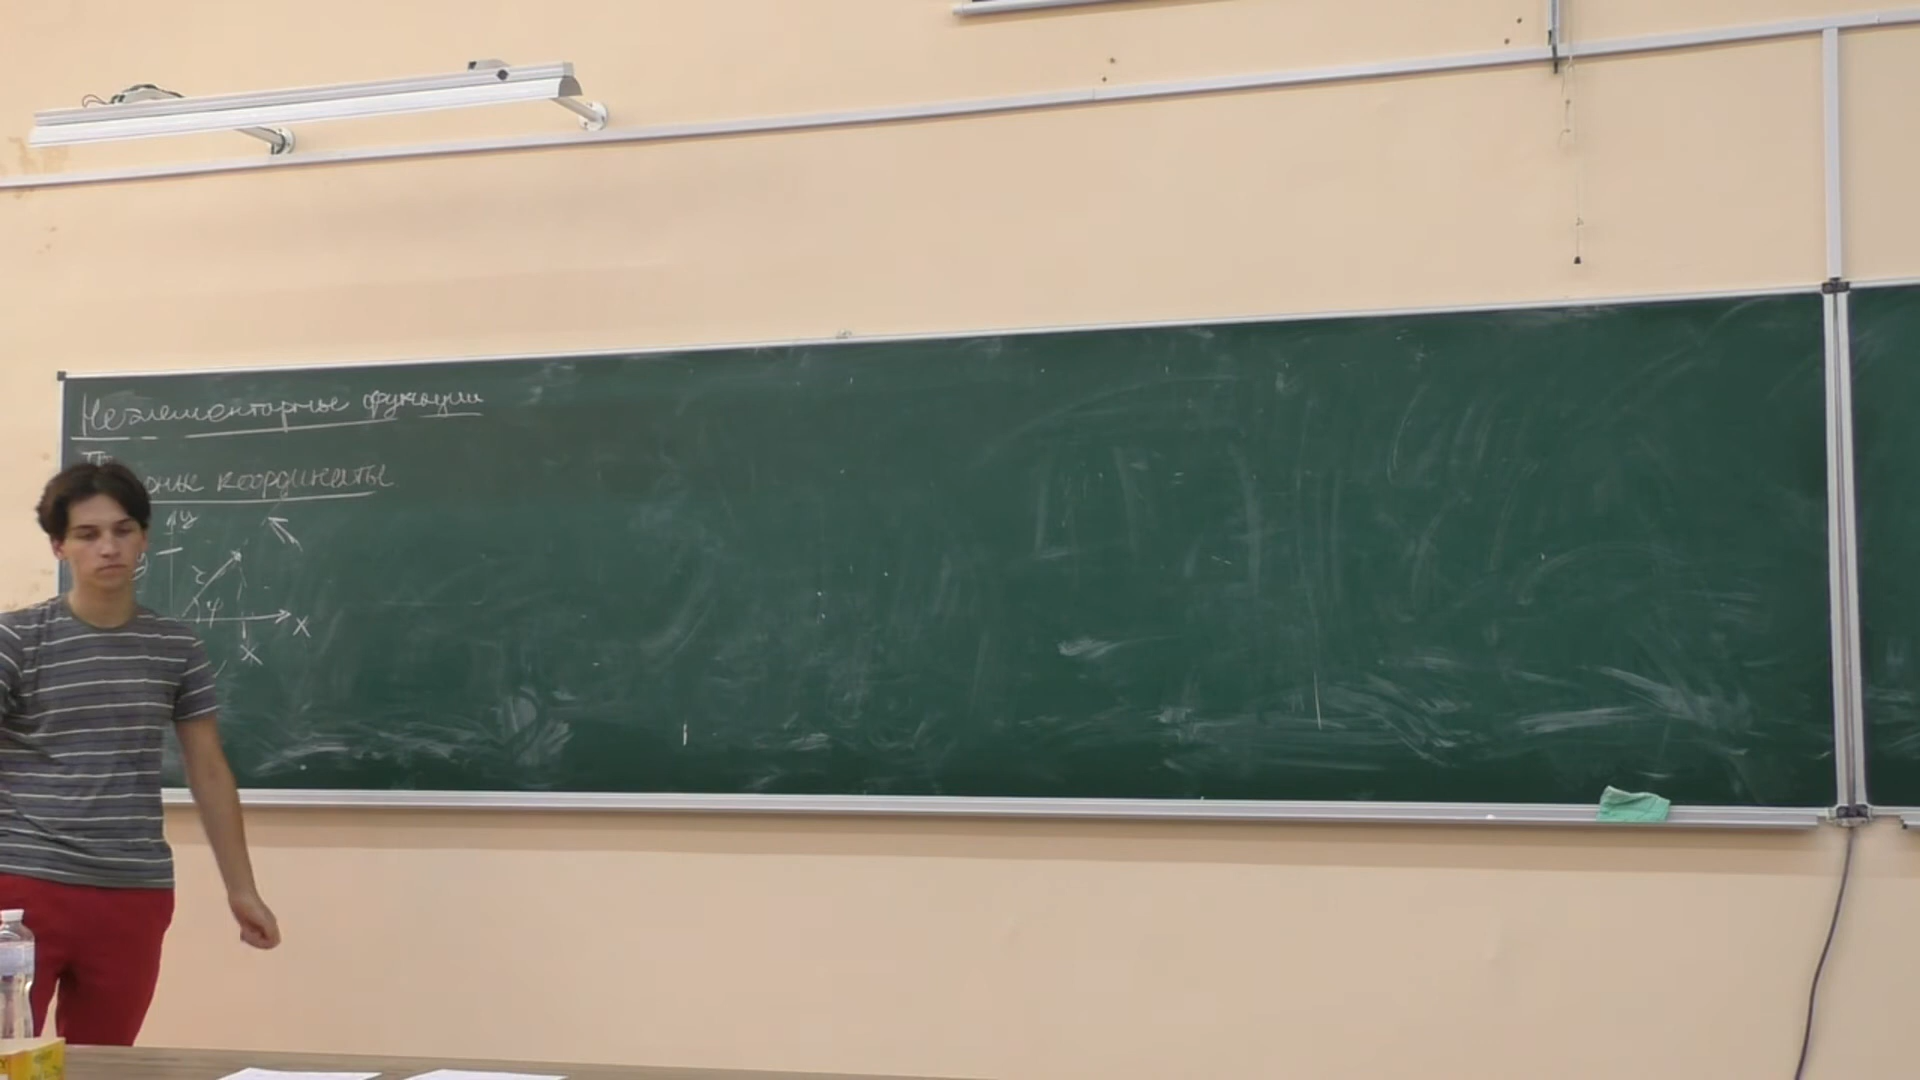 Неэлементарные функции
координаты
y
r
φ
x
x